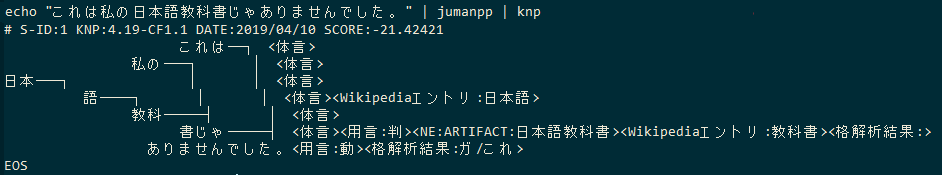 echo "これは私の日本語教科書じゃありませんでした。" | jumanpp | knp
# S-ID:1 KNP:4.19-CF1.1 DATE:2019/04/10 SCORE:-21.42421
これは──┐ <体言>
私の──┐ │ <体言>
日本──┐ │ │ <体言>
語──┐ │ │ <体言><Wikipediaエントリ:日本語>
教科──┤ │ <体言>
書じゃ──┤ <体言><用言:判><NE:ARTIFACT:日本語教科書><Wikipediaエントリ:教科書><格解析結果:>
ありませんでした。<用言:動><格解析結果:ガ/これ>
EOS